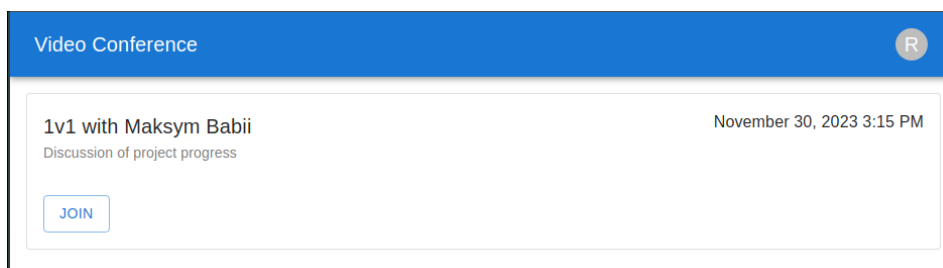 Video Conference
R
1v1 with Maksym Babii
November 30, 2023 3:15 PM
Discussion of project progress
JOIN